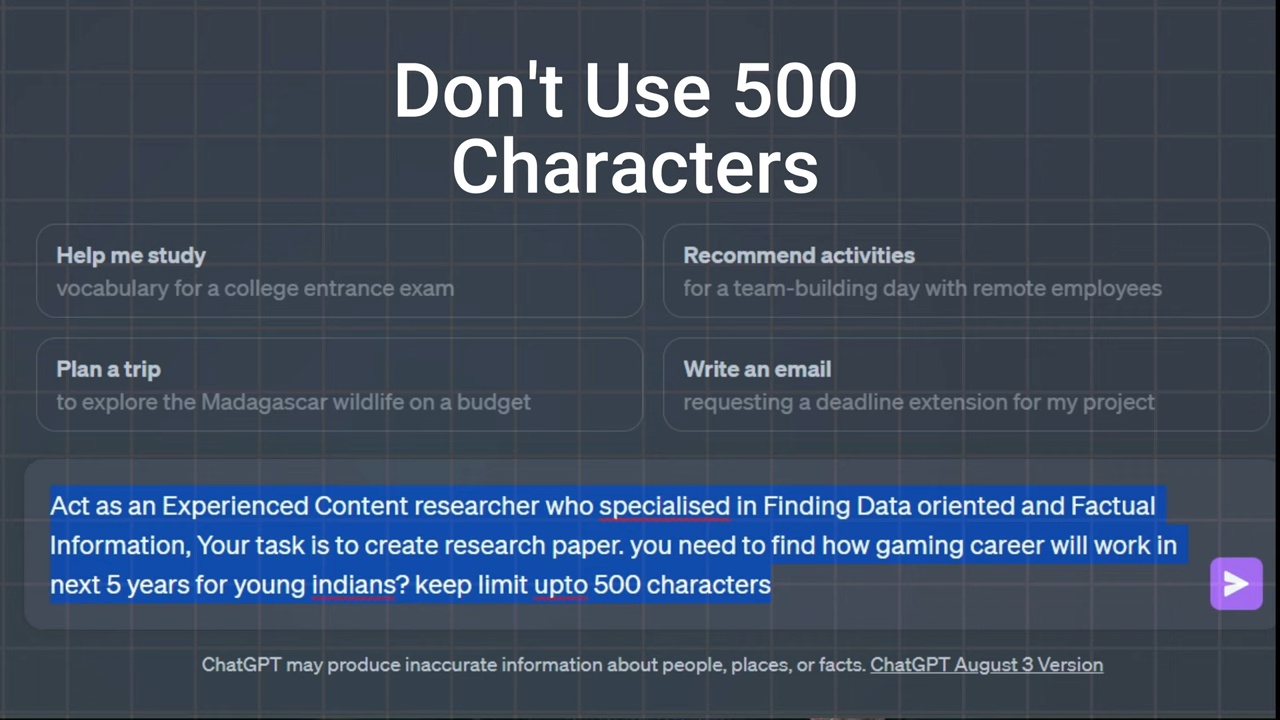 Don't Use 500
Characters
Help me study
vocabulary for a college entrance exam
Recommend activities
for a team-building day with remote employees
Plan a trip
to explore the Madagascar wildlife on a budget
Write an email
requesting a deadline extension for my project
Act as an Experienced Content researcher who specialised in Finding Data oriented and Factual
Information, Your task is to create research paper. you need to find how gaming career will work in
next 5 years for young indians? keep limit upto 500 characters
ChatGPT may produce inaccurate information about people, places, or facts. ChatGPT August 3 Version